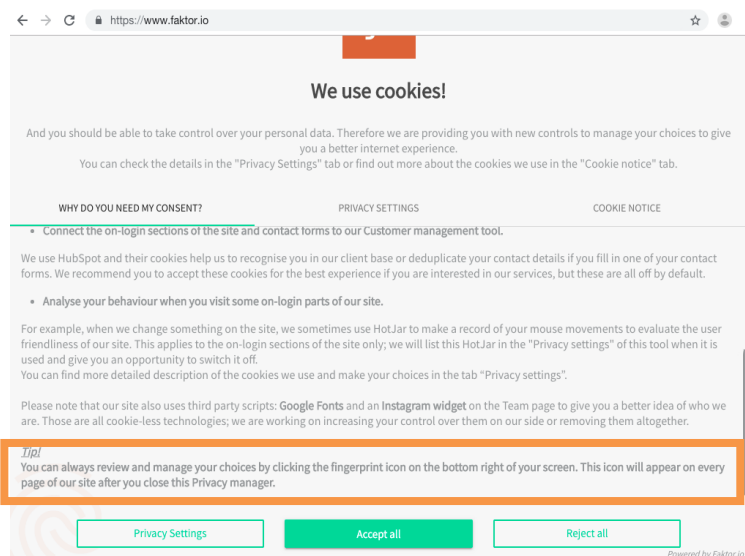 https://www.faktor.io
We use cookies!
And you should be able to take control over your personal data. Therefore we are providing you with new controls to manage your choices to give
you a better internet experience.
You can check the details in the "Privacy Settings" tab or find out more about the cookies we use in the "Cookie notice" tab.
WHY DO YOU NEED MY CONSENT?
PRIVACY SETTINGS
COOKIE NOTICE
• Connect the on-login sections of the site and contact forms to our Customer management tool.
We use HubSpot and their cookies help us to recognise you in our client base or deduplicate your contact details if you fill in one of your contact
forms. We recommend you to accept these cookies for the best experience if you are interested in our services, but these are all off by default.
• Analyse your behaviour when you visit some on-login parts of our site.
For example, when we change something on the site, we sometimes use HotJar to make a record of your mouse movements to evaluate the user
friendliness of our site. This applies to the on-login sections of the site only; we will list this HotJar in the "Privacy settings" of this tool when it is
used and give you an opportunity to switch it off.
You can find more detailed description of the cookies we use and make your choices in the tab “Privacy settings”.
Please note that our site also uses third party scripts: Google Fonts and an Instagram widget on the Team page to give you a better idea of who we
are. Those are all cookie-less technologies; we are working on increasing your control over them on our side or removing them altogether.
Tip!
You can always review and manage your choices by clicking the fingerprint icon on the bottom right of your screen. This icon will appear on every
page of our site after you close this Privacy manager.
Privacy Settings
Accept all
Reject all
Powered by Faktor.io